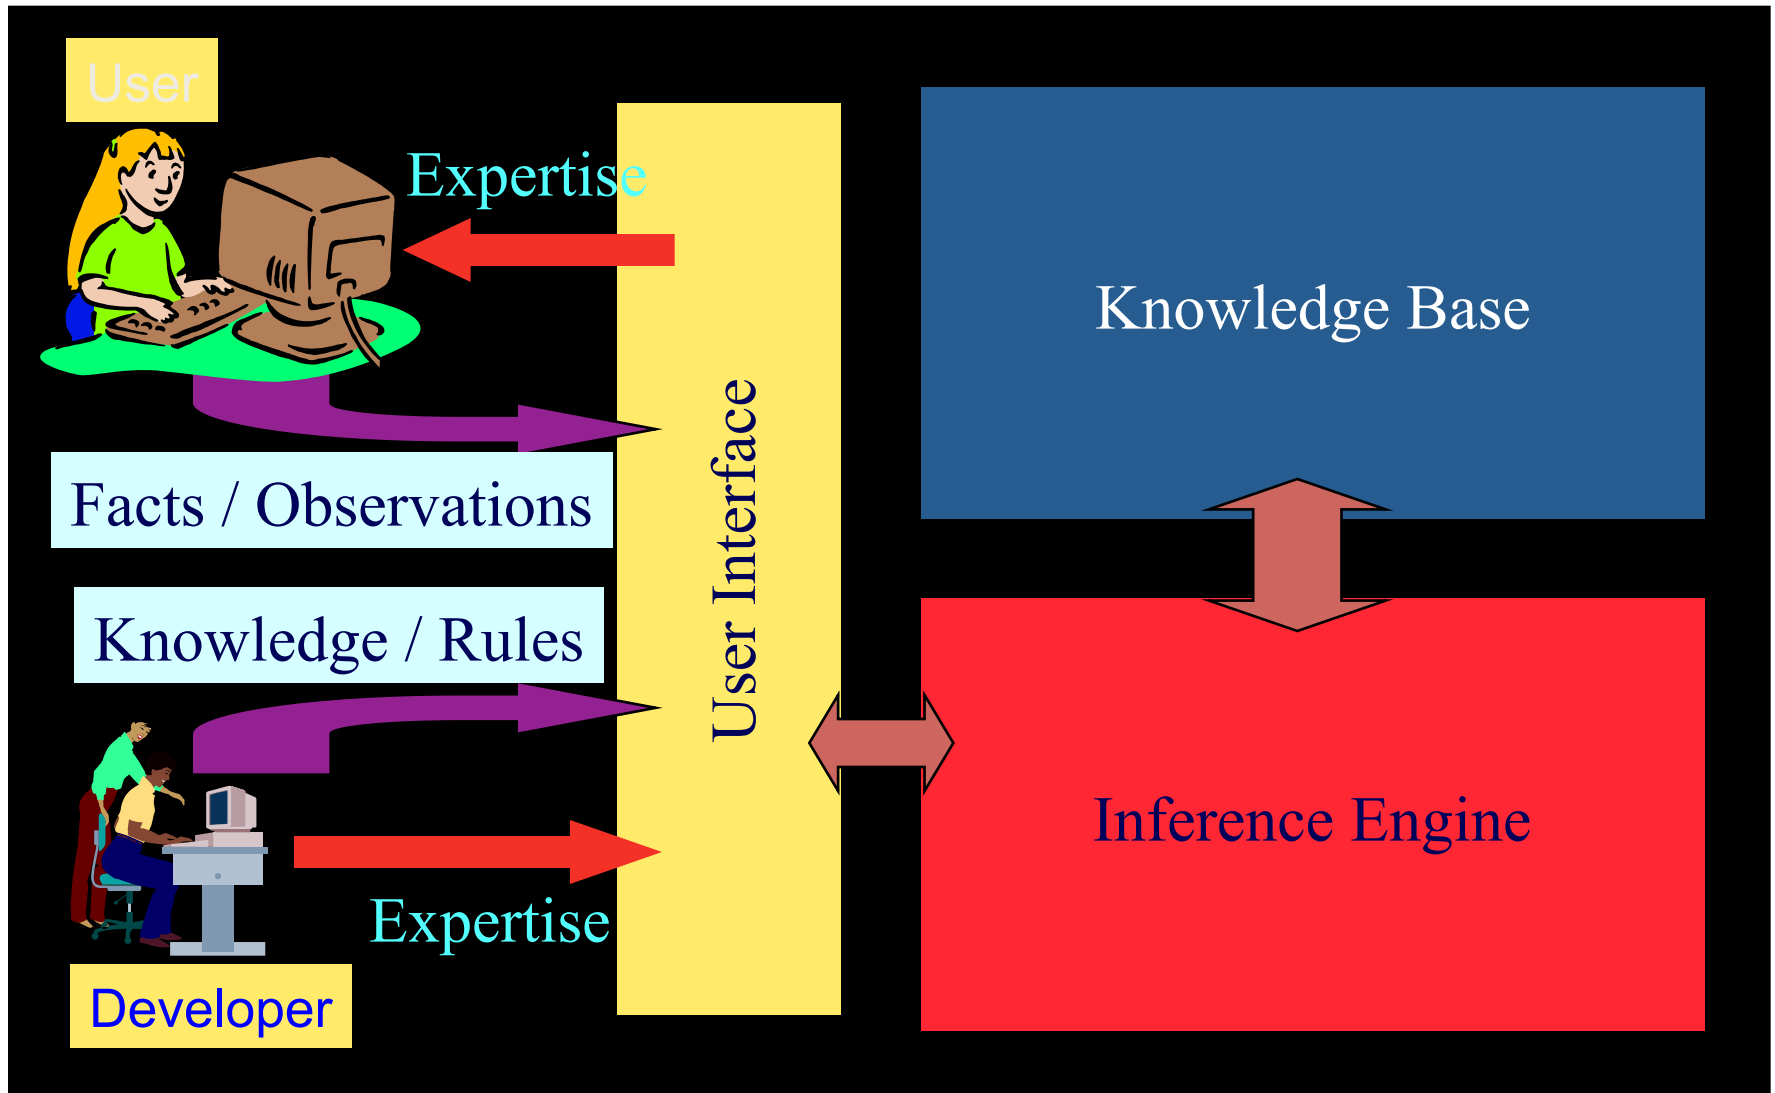 User
Expertise
Knowledge Base
Facts / Observations
User Interface
Knowledge / Rules
Inference Engine
Expertise
Developer